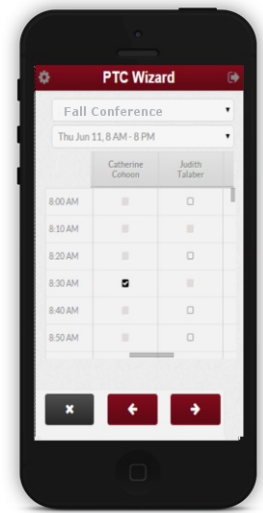 PTC Wizard
Fall Conference
Thu Jun 11, 8 AM - 8 PM
Catherine Cohoon
Judith Talaber
8:00 AM
8:10 AM
8:20 AM
8:30 AM
8:40 AM
8:50 AM